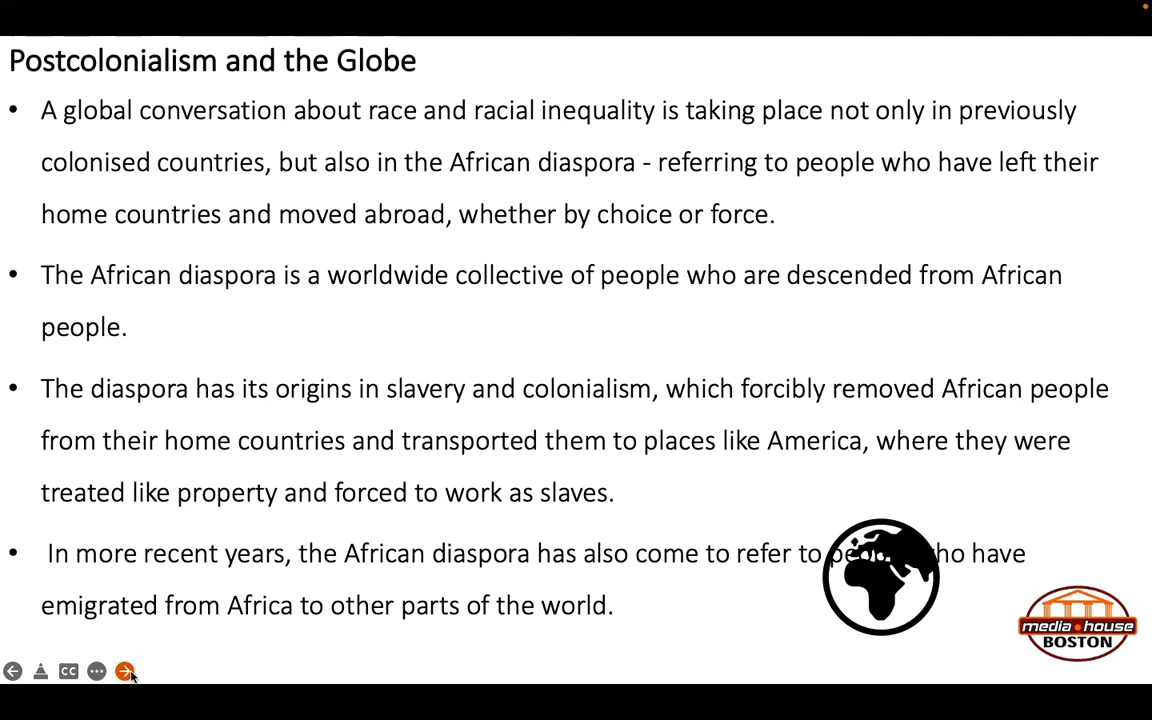 Postcolonialism and the Globe
• A global conversation about race and racial inequality is taking place not only in previously
colonised countries, but also in the African diaspora - referring to people who have left their
home countries and moved abroad, whether by choice or force.
• The African diaspora is a worldwide collective of people who are descended from African
people.
• The diaspora has its origins in slavery and colonialism, which forcibly removed African people
from their home countries and transported them to places like America, where they were
treated like property and forced to work as slaves.
• In more recent years, the African diaspora has also come to refer to have
emigrated from Africa to other parts of the world.
media house
BOSTON
CC